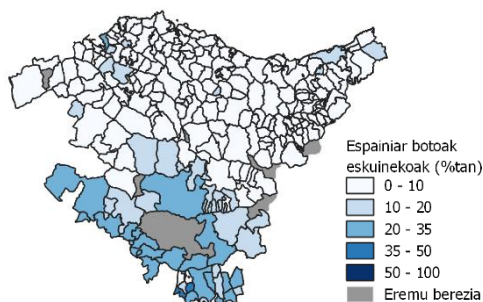 Espainiar botoak
eskuinekoak (%tan)
0 - 10
10 - 20
20 - 35
35 - 50
50 - 100
Eremu berezia